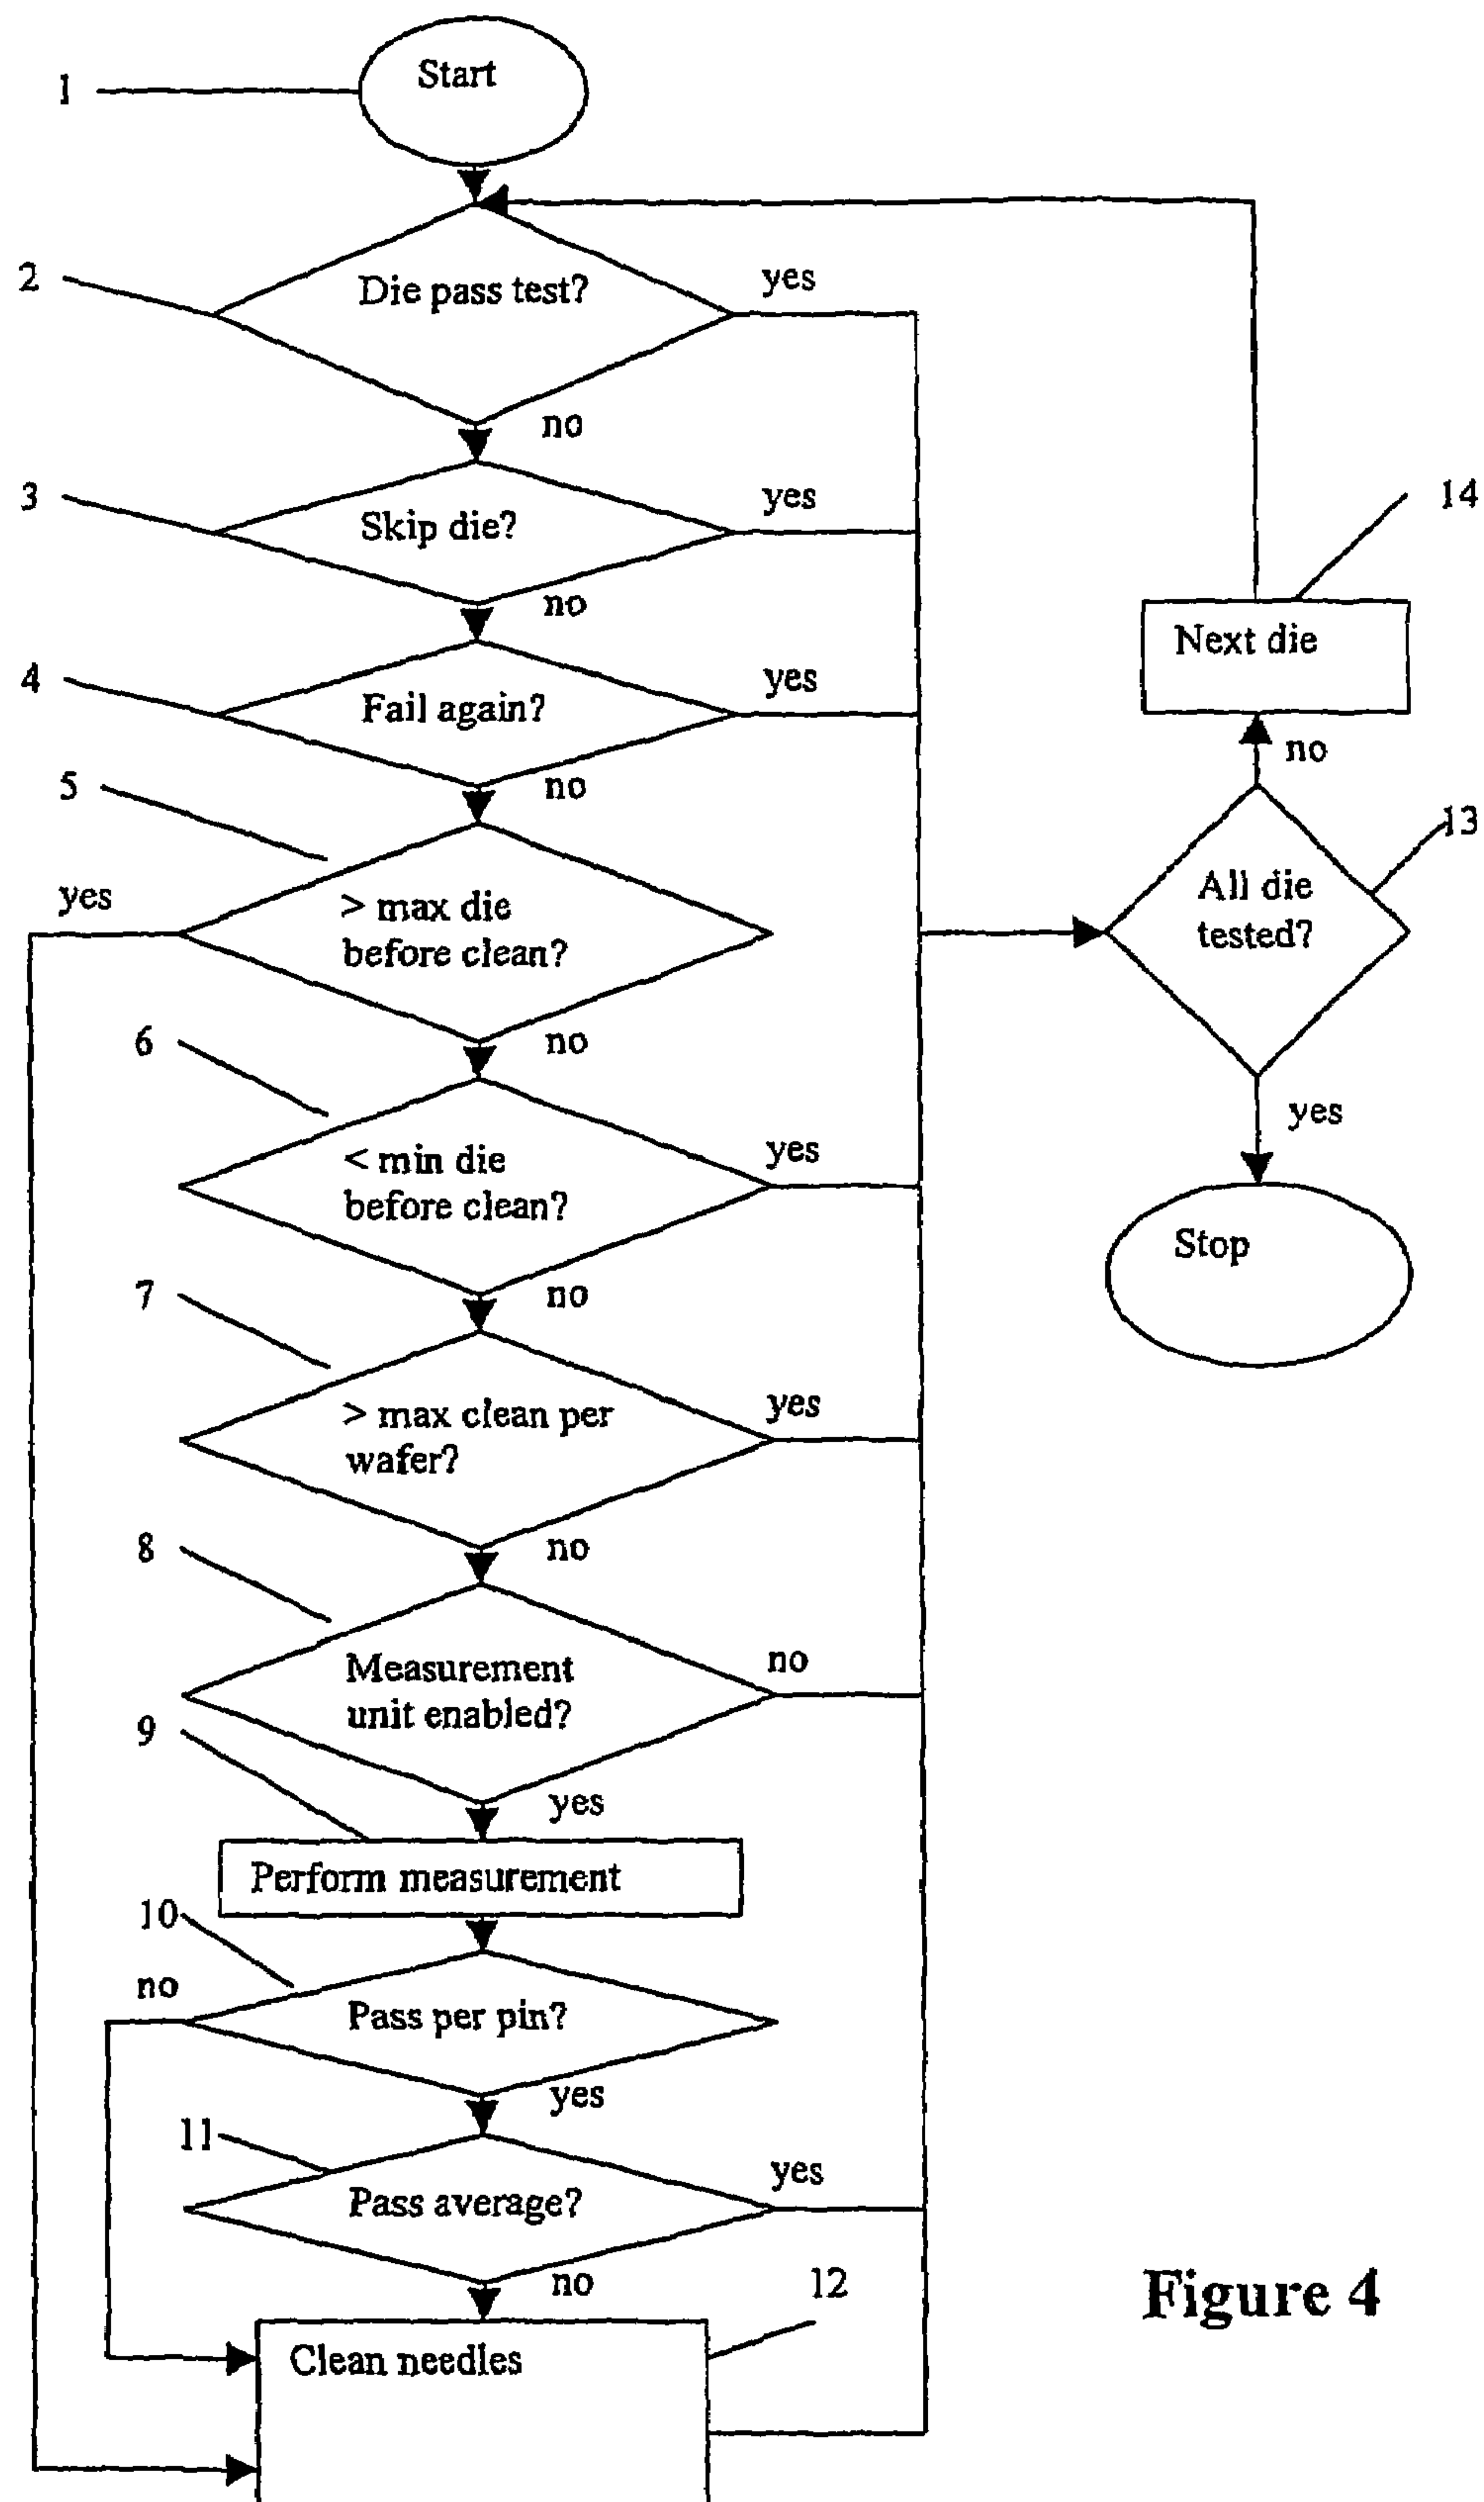 1
Start
2
Die pass test?
yes
no
3
Skip die?
yes
no
14
Next die
4
Fail again?
yes
no
no
5
yes
> max die
before clean?
no
13
All die
tested?
yes
Stop
6
< min die
before clean?
yes
no
7
> max clean per
wafer?
yes
no
8
Measurement
unit enabled?
no
yes
9
Perform measurement
10
no
Pass per pin?
yes
11
Pass average?
yes
no
12
Clean needles
Figure 4